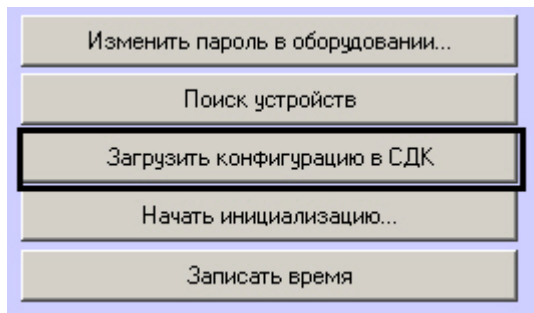 Изменить пароль в оборудовании...
Поиск устройств
Загрузить конфигурацию в СДК
Начать инициализацию...
Записать время